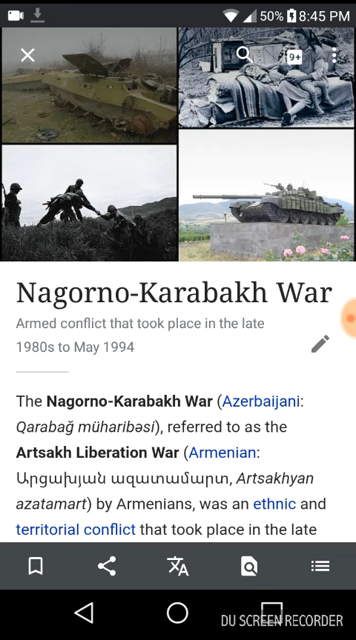 50% 8:45 PM
9+
Nagorno-Karabakh War
Armed conflict that took place in the late
1980s to May 1994
The Nagorno-Karabakh War (Azerbaijani:
Qarabağ müharibəsi), referred to as the
Artsakh Liberation War (Armenian:
Արցախյան ազատամարտ, Artsakhyan
azatamart) by Armenians, was an ethnic and
territorial conflict that took place in the late
DU SCREEN RECORDER